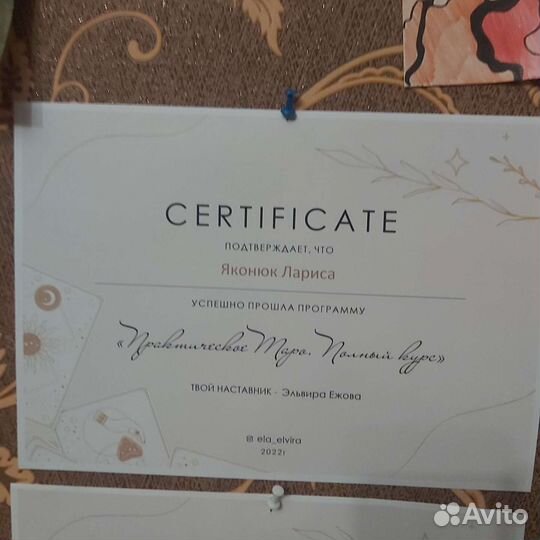 CERTIFICATE
ПОДТВЕРЖДАЕТ, ЧТО
Яконюк Лариса
УСПЕШНО ПРОШЛА ПРОГРАММУ
«Практическое Таро. Полный курс»
ТВОЙ НАСТАВНИК - Эльвира Ежова
ela_elvira
2022г
Avito